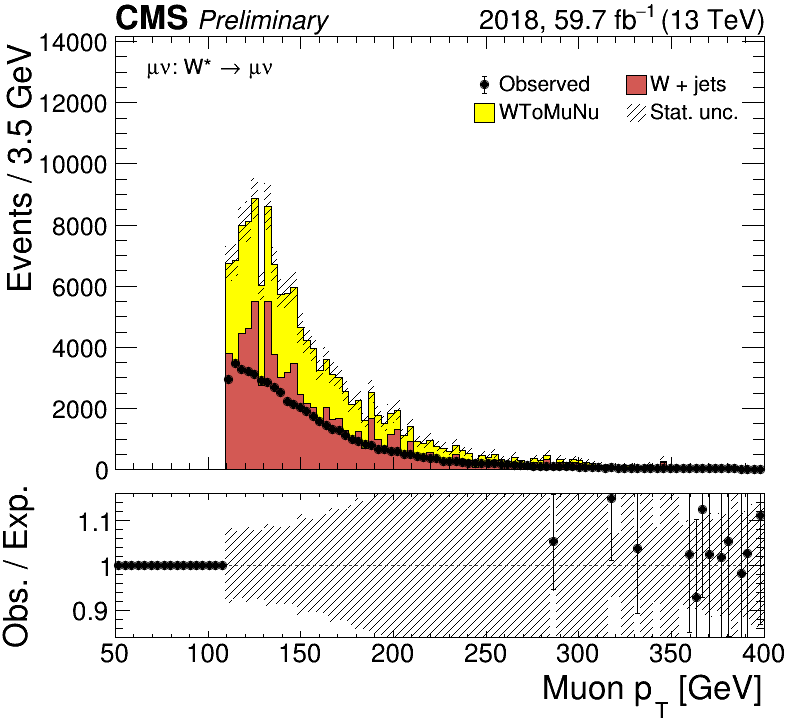 CMS Preliminary 2018, 59.7 fb⁻¹ (13 TeV)
Events / 3.5 GeV
14000
12000
10000
8000
6000
4000
2000
0
μν: W* → μν
Observed W + jets
WToMuNu Stat. unc.
Obs. / Exp.
1.1
1
0.9
50 100 150 200 250 300 350 400
Muon p_T [GeV]